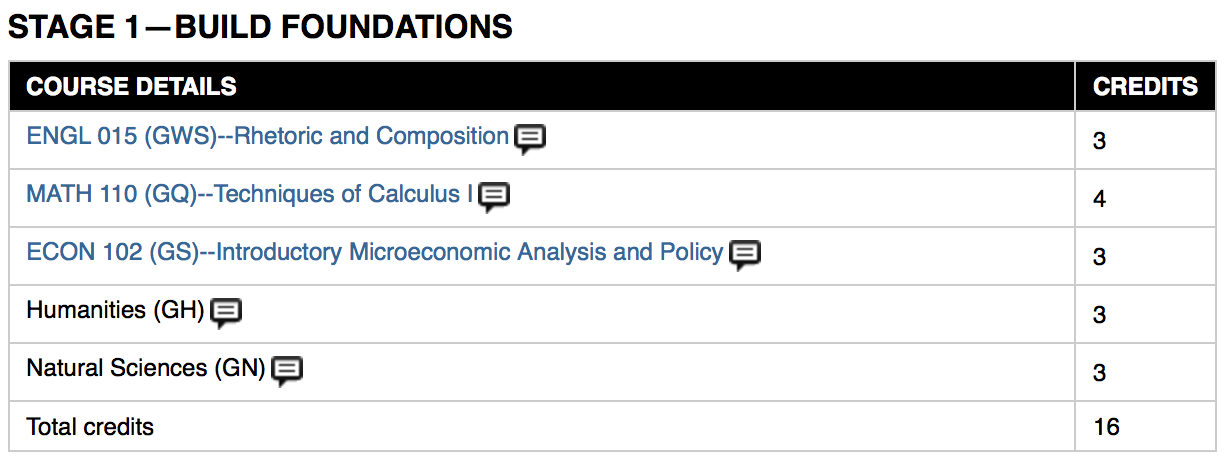 STAGE 1—BUILD FOUNDATIONS
COURSE DETAILS CREDITS
ENGL 015 (GWS)--Rhetoric and Composition 3
MATH 110 (GQ)--Techniques of Calculus I 4
ECON 102 (GS)--Introductory Microeconomic Analysis and Policy 3
Humanities (GH) 3
Natural Sciences (GN) 3
Total credits 16